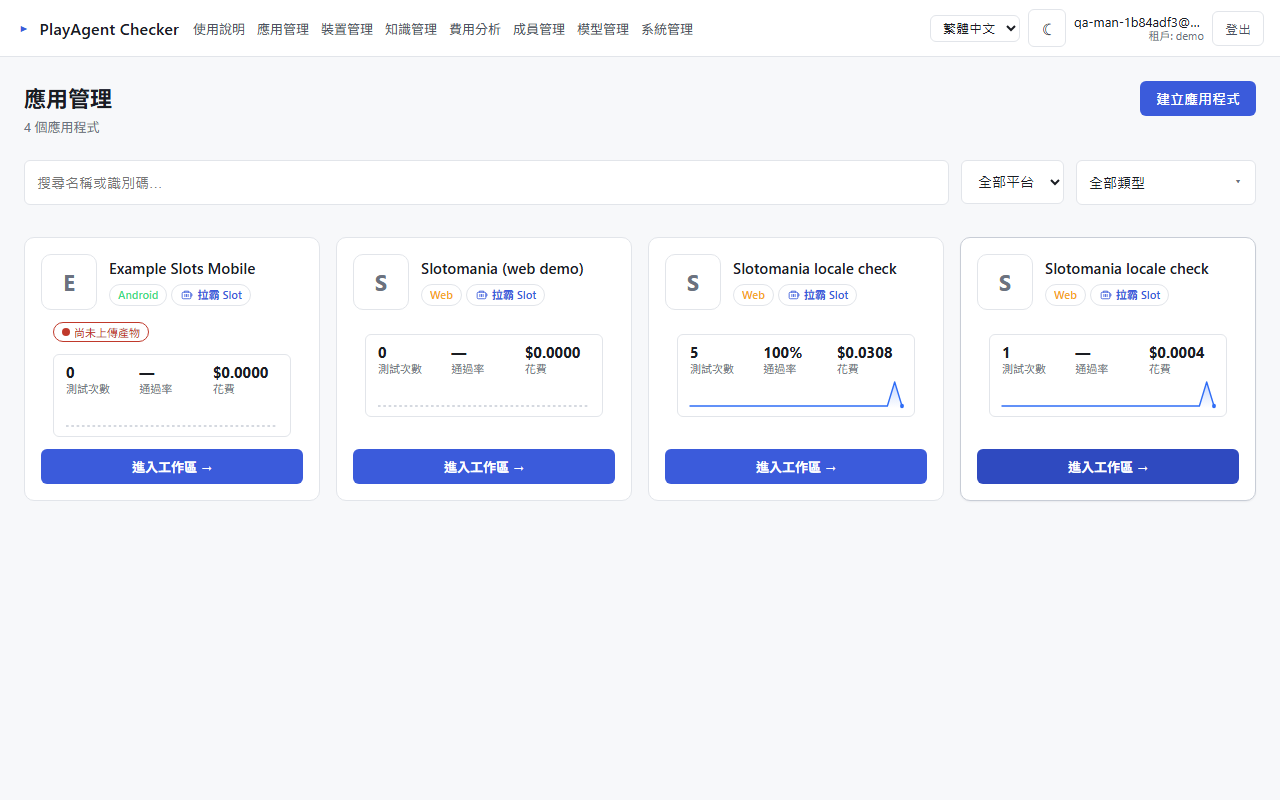 PlayAgent Checker 使用說明 應用管理 裝置管理 知識管理 費用分析 成員管理 模型管理 系統管理 繁體中文 qa-man-1b84adf3@... 登出
租戶: demo
應用管理 建立應用程式
4 個應用程式
搜尋名稱或識別碼... 全部平台 全部類型
E Example Slots Mobile
Android 拉霸 Slot
尚未上傳產物
0 — $0.0000
測試次數 通過率 花費
進入工作區 →
S Slotomania (web demo)
Web 拉霸 Slot
0 — $0.0000
測試次數 通過率 花費
進入工作區 →
S Slotomania locale check
Web 拉霸 Slot
5 100% $0.0308
測試次數 通過率 花費
進入工作區 →
S Slotomania locale check
Web 拉霸 Slot
1 — $0.0004
測試次數 通過率 花費
進入工作區 →